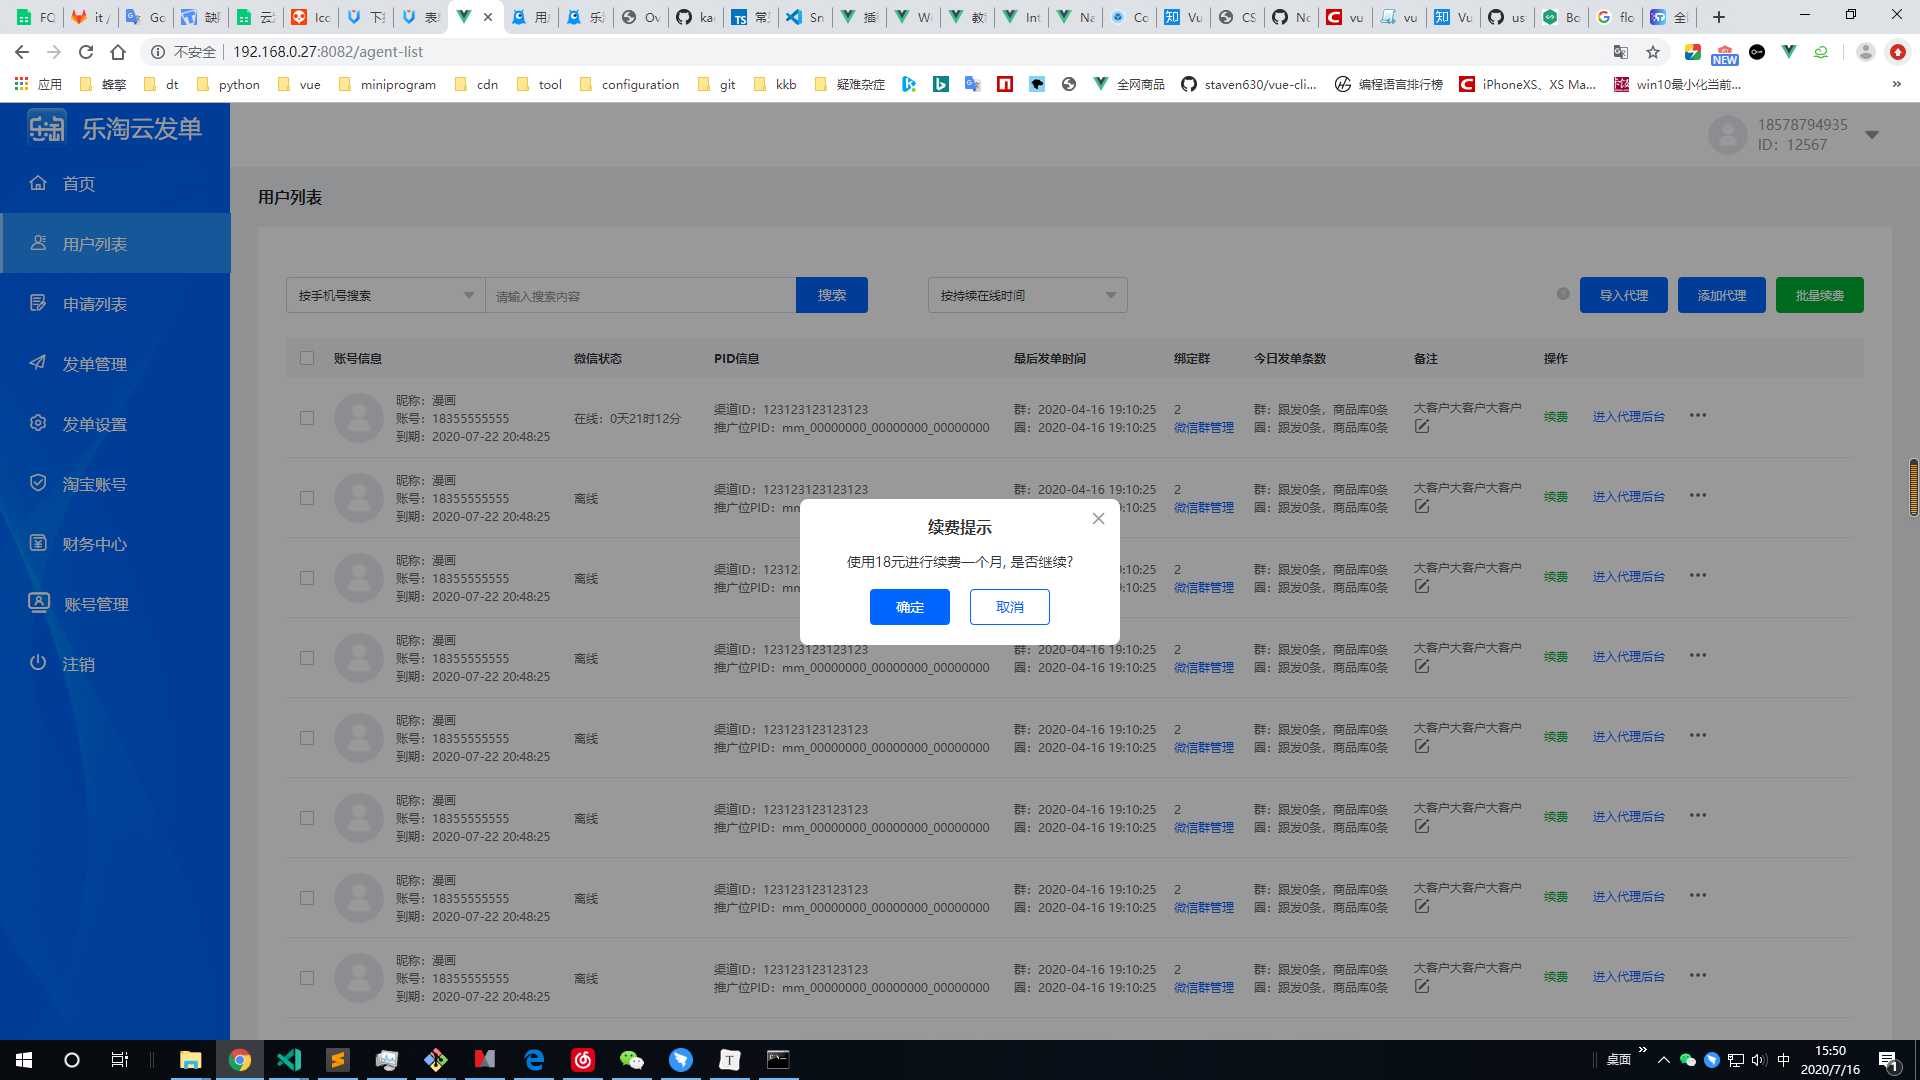 FC
it /
Go
缺
云
Icc
下
表
用
乐
Ov
ka
常
Sn
插
W
教
Int
Na
Co
Vu
CS
No
vu
vu
Vu
us
Bo
flo
全
不安全 192.168.0.27:8082/agent-list
NEW
应用 蜂擎 dt python vue miniprogram cdn tool configuration git kkb 疑难杂症 全网商品 staven630/vue-cli... 编程语言排行榜 iPhoneXS、XS Ma... win10最小化当前...
乐淘云发单
18578794935
ID：12567
首页
用户列表
申请列表
发单管理
发单设置
淘宝账号
财务中心
账号管理
注销
用户列表
按手机号搜索 请输入搜索内容 搜索 按持续在线时间 导入代理 添加代理 批量续费
账号信息 微信状态 PID信息 最后发单时间 绑定群 今日发单条数 备注 操作
昵称：漫画
账号：18355555555
到期：2020-07-22 20:48:25
在线：0天21时12分
渠道ID：123123123123123
推广位PID：mm_00000000_00000000_00000000
群：2020-04-16 19:10:25
圈：2020-04-16 19:10:25
2
微信群管理
群：跟发0条，商品库0条
圈：跟发0条，商品库0条
大客户大客户大客户
续费 进入代理后台 •••
昵称：漫画
账号：18355555555
到期：2020-07-22 20:48:25
离线
渠道ID：123123123123123
推广位PID：mm
群：2020-04-16 19:10:25
:10:25
2
微信群管理
群：跟发0条，商品库0条
圈：跟发0条，商品库0条
大客户大客户大客户
续费 进入代理后台 •••
续费提示
使用18元进行续费一个月, 是否继续?
确定 取消
昵称：漫画
账号：18355555555
到期：2020-07-22 20:48:25
离线
渠道ID：12312
推广位PID：mm
19:10:25
:10:25
2
微信群管理
群：跟发0条，商品库0条
圈：跟发0条，商品库0条
大客户大客户大客户
续费 进入代理后台 •••
昵称：漫画
账号：18355555555
到期：2020-07-22 20:48:25
离线
渠道ID：123123123123123
推广位PID：mm_00000000_00000000_00000000
群：2020-04-16 19:10:25
圈：2020-04-16 19:10:25
2
微信群管理
群：跟发0条，商品库0条
圈：跟发0条，商品库0条
大客户大客户大客户
续费 进入代理后台 •••
昵称：漫画
账号：18355555555
到期：2020-07-22 20:48:25
离线
渠道ID：123123123123123
推广位PID：mm_00000000_00000000_00000000
群：2020-04-16 19:10:25
圈：2020-04-16 19:10:25
2
微信群管理
群：跟发0条，商品库0条
圈：跟发0条，商品库0条
大客户大客户大客户
续费 进入代理后台 •••
昵称：漫画
账号：18355555555
到期：2020-07-22 20:48:25
离线
渠道ID：123123123123123
推广位PID：mm_00000000_00000000_00000000
群：2020-04-16 19:10:25
圈：2020-04-16 19:10:25
2
微信群管理
群：跟发0条，商品库0条
圈：跟发0条，商品库0条
大客户大客户大客户
续费 进入代理后台 •••
昵称：漫画
账号：18355555555
到期：2020-07-22 20:48:25
离线
渠道ID：123123123123123
推广位PID：mm_00000000_00000000_00000000
群：2020-04-16 19:10:25
圈：2020-04-16 19:10:25
2
微信群管理
群：跟发0条，商品库0条
圈：跟发0条，商品库0条
大客户大客户大客户
续费 进入代理后台 •••
昵称：漫画
账号：18355555555
到期：2020-07-22 20:48:25
离线
渠道ID：123123123123123
推广位PID：mm_00000000_00000000_00000000
群：2020-04-16 19:10:25
圈：2020-04-16 19:10:25
2
微信群管理
群：跟发0条，商品库0条
圈：跟发0条，商品库0条
大客户大客户大客户
续费 进入代理后台 •••
桌面 中
15:50
2020/7/16
1